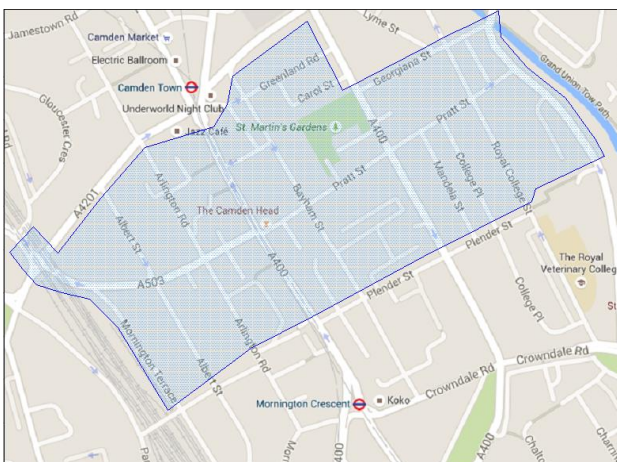 Jamestown Rd
Lyme St
Camden Market
Electric Ballroom
Greenland Rd
Georgiana St
Grand Union Tow Path
Camden Town
Carol St
Underworld Night Club
Gloucester Cres
Jazz Café
St. Martin's Gardens
A400
Pratt St
Pratt St
A4201
Arlington Rd
Bayham St
Mandela St
College Pl
Royal College St
Albert St
The Camden Head
Plender St
A400
A503
Plender St
The Royal
Veterinary Colleg
College Pl
Mornington Terrace
Albert St
Arlington Rd
Crowndale Rd
Crowndale Rd
Mornington Crescent
Koko
A400